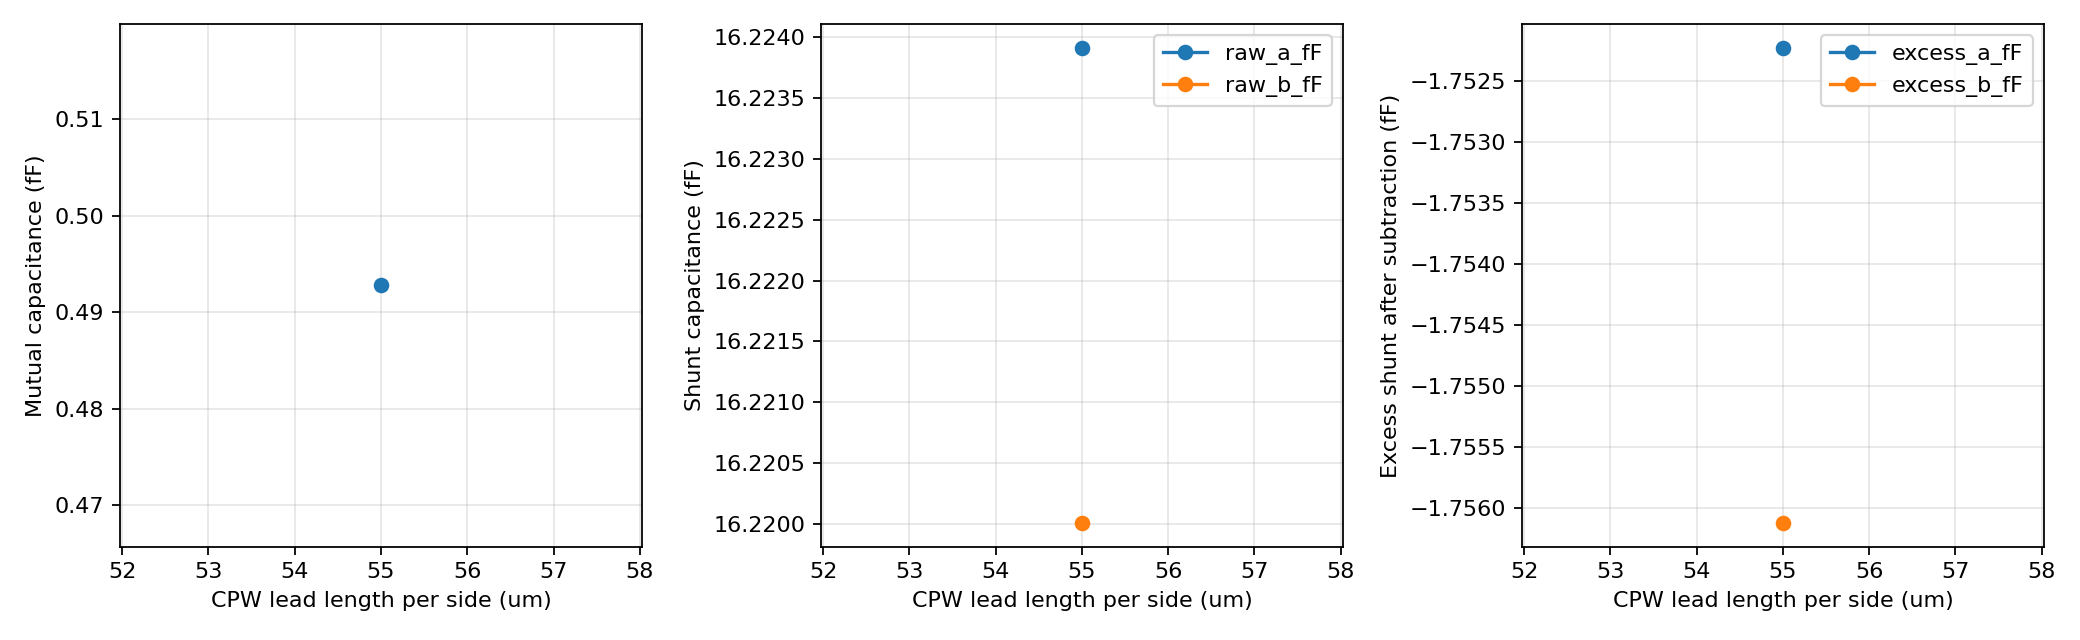 Mutual capacitance (fF)
0.51
0.50
0.49
0.48
0.47
52 53 54 55 56 57 58
CPW lead length per side (um)
Shunt capacitance (fF)
16.2240
16.2235
16.2230
16.2225
16.2220
16.2215
16.2210
16.2205
16.2200
raw_a_fF
raw_b_fF
52 53 54 55 56 57 58
CPW lead length per side (um)
Excess shunt after subtraction (fF)
−1.7525
−1.7530
−1.7535
−1.7540
−1.7545
−1.7550
−1.7555
−1.7560
excess_a_fF
excess_b_fF
52 53 54 55 56 57 58
CPW lead length per side (um)